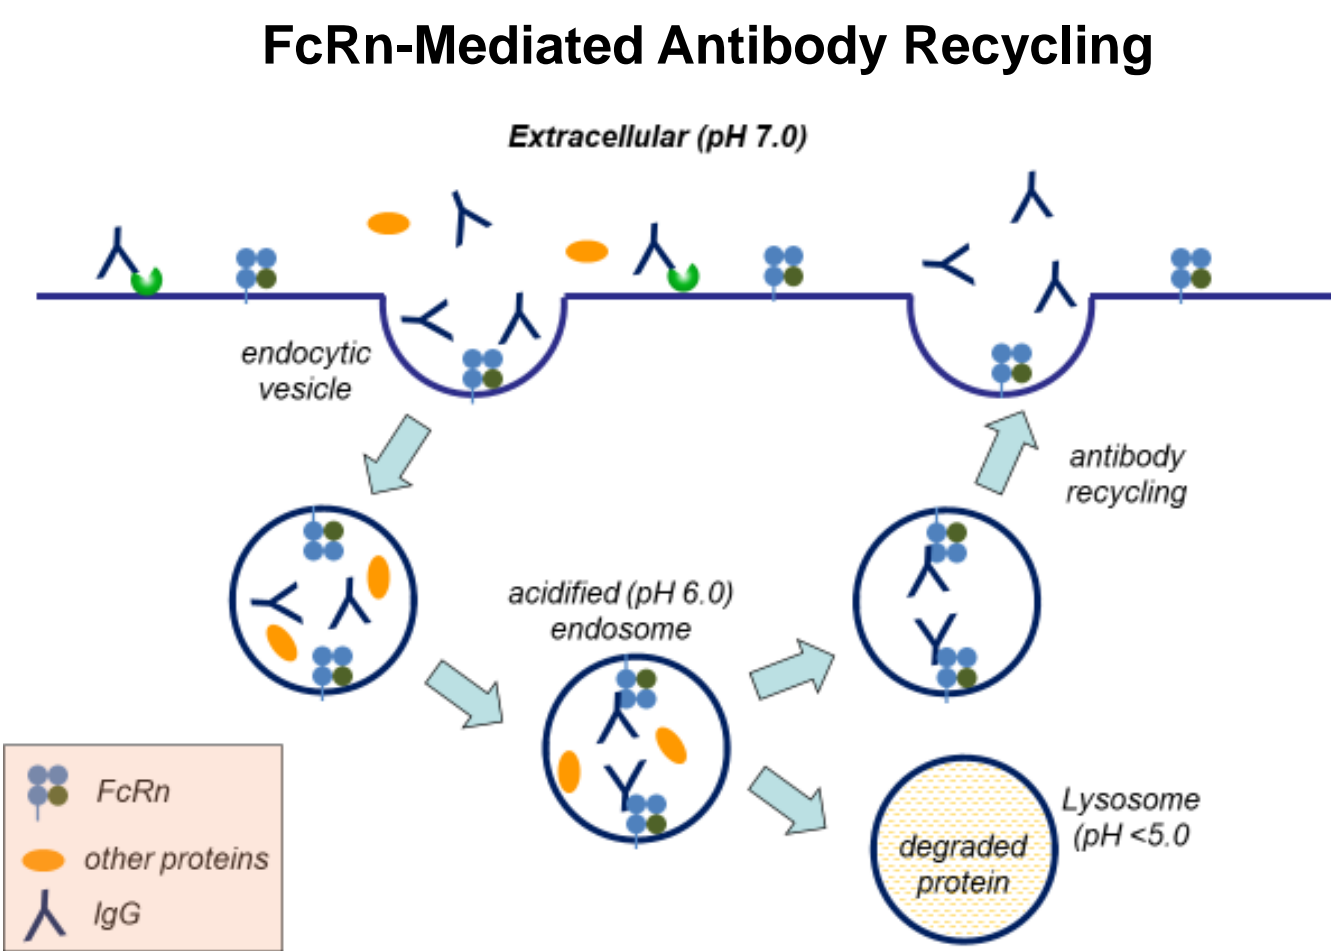 FcRn-Mediated Antibody Recycling
Extracellular (pH 7.0)
endocytic
vesicle
antibody
recycling
acidified (pH 6.0)
endosome
FcRn
other proteins
IgG
Lysosome
(pH <5.0
degraded
protein